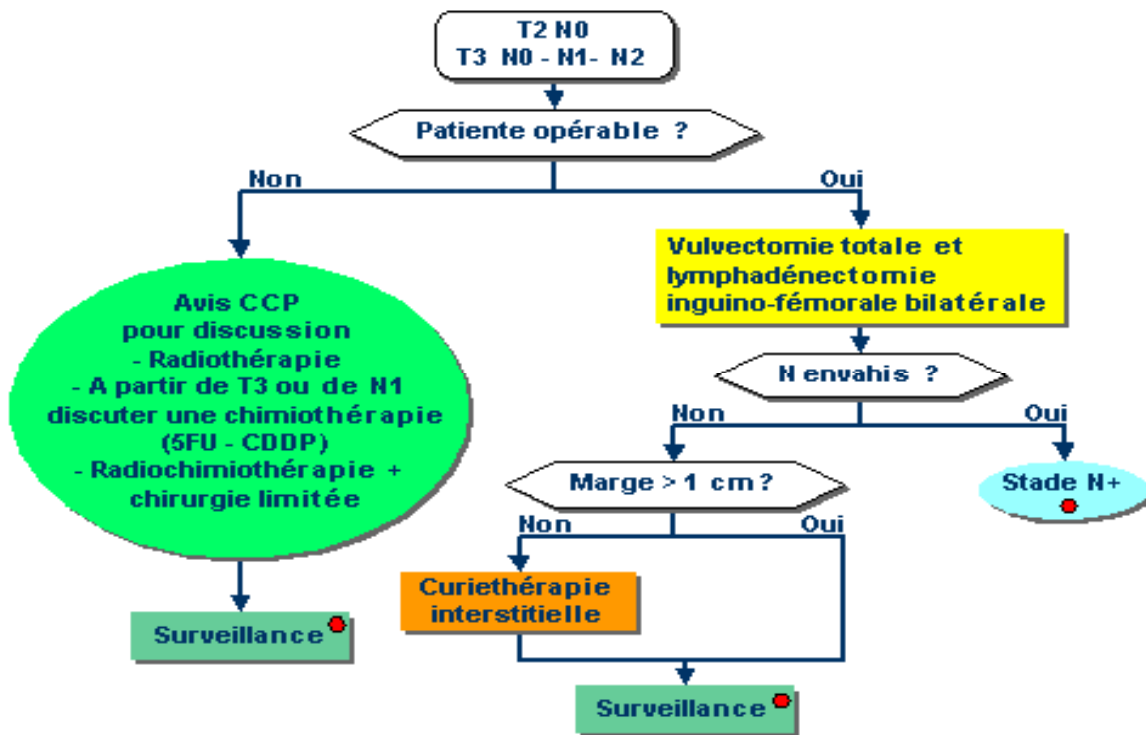 T2 N0
T3 N0 - N1- N2
Patiente opérable ?
Non
Oui
Avis CCP
pour discussion
- Radiothérapie
- A partir de T3 ou de N1
discuter une chimiothérapie
(5FU - CDDP)
- Radiochimiothérapie +
chirurgie limitée
Surveillance
Vulvectomie totale et
lymphadénectomie
inguino-fémorale bilatérale
N envahis ?
Non
Oui
Marge > 1 cm ?
Stade N+
Non
Oui
Curiethérapie
interstitielle
Surveillance